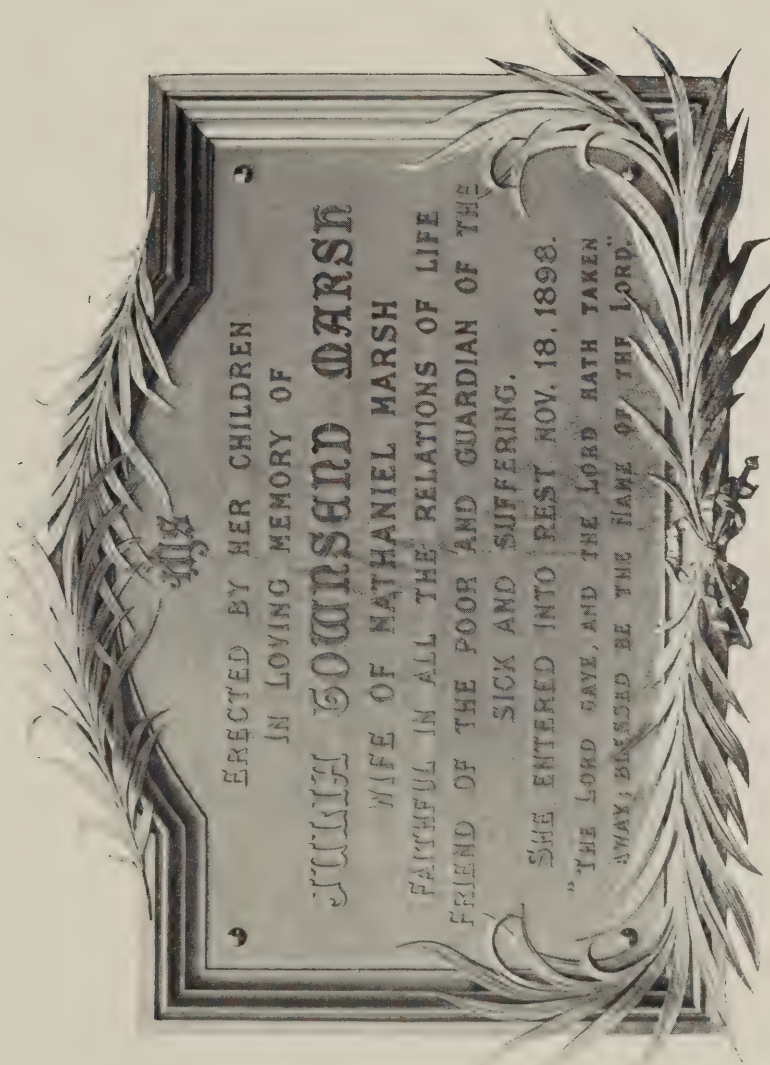 IHS
ERECTED BY HER CHILDREN
IN LOVING MEMORY OF
JULIA TOWNSEND MARSH
WIFE OF NATHANIEL MARSH
FAITHFUL IN ALL THE RELATIONS OF LIFE
FRIEND OF THE POOR AND GUARDIAN OF THE
SICK AND SUFFERING.
SHE ENTERED INTO REST NOV. 18. 1898.
"THE LORD GAVE, AND THE LORD HATH TAKEN
AWAY; BLESSED BE THE NAME OF THE LORD."